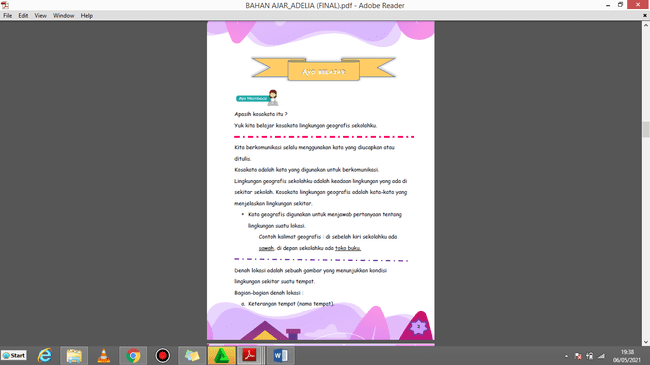 BAHAN AJAR_ADELIA (FINAL).pdf - Adobe Reader
File Edit View Window Help
AYO BELAJAR
Ayo Membaca
Apasih kosakata itu ?
Yuk kita belajar kosakata lingkungan geografis sekolahku.
Kita berkomunikasi selalu menggunakan kata yang diucapkan atau
ditulis.
Kosakata adalah kata yang digunakan untuk berkomunikasi.
Lingkungan geografis sekolahku adalah keadaan lingkungan yang ada di
sekitar sekolah. Kosakata lingkungan geografis adalah kata-kata yang
menjelaskan lingkungan sekitar.
• Kata geografis digunakan untuk menjawab pertanyaan tentang
lingkungan suatu lokasi.
Contoh kalimat geografis : di sebelah kiri sekolahku ada
sawah, di depan sekolahku ada toko buku.
Denah lokasi adalah sebuah gambar yang menunjukkan kondisi
lingkungan sekitar suatu tempat.
Bagian-bagian denah lokasi :
a. Keterangan tempat (nama tempat).
Start
19:38
06/05/2021